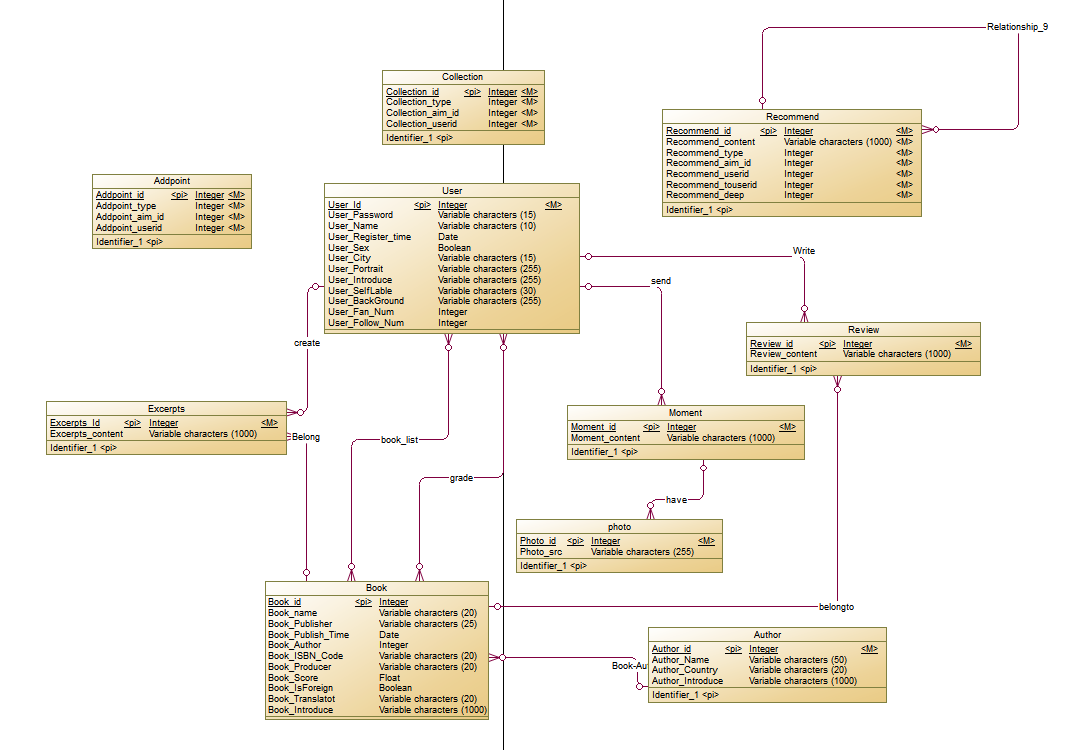 Relationship_9
Collection
Collection_id <pi> Integer <M>
Collection_type Integer <M>
Collection_aim_id Integer <M>
Collection_userid Integer <M>
Identifier_1 <pi>
Recommend
Recommend_id <pi> Integer <M>
Recommend_content Variable characters (1000) <M>
Recommend_type Integer <M>
Recommend_aim_id Integer <M>
Recommend_userid Integer <M>
Recommend_touserid Integer <M>
Recommend_deep Integer <M>
Identifier_1 <pi>
Addpoint
Addpoint_id <pi> Integer <M>
Addpoint_type Integer <M>
Addpoint_aim_id Integer <M>
Addpoint_userid Integer <M>
Identifier_1 <pi>
User
User_Id <pi> Integer <M>
User_Password Variable characters (15)
User_Name Variable characters (10)
User_Register_time Date
User_Sex Boolean
User_City Variable characters (15)
User_Portrait Variable characters (255)
User_Introduce Variable characters (255)
User_SelfLable Variable characters (30)
User_BackGround Variable characters (255)
User_Fan_Num Integer
User_Follow_Num Integer
Write
send
create
Review
Review_id <pi> Integer <M>
Review_content Variable characters (1000)
Identifier_1 <pi>
Excerpts
Excerpts_Id <pi> Integer <M>
Excerpts_content Variable characters (1000)
Identifier_1 <pi>
Belong
book_list
grade
Moment
Moment_id <pi> Integer <M>
Moment_content Variable characters (1000)
Identifier_1 <pi>
have
photo
Photo_id <pi> Integer <M>
Photo_src Variable characters (255)
Identifier_1 <pi>
Book
Book_id <pi> Integer
Book_name Variable characters (20)
Book_Publisher Variable characters (25)
Book_Publish_Time Date
Book_Author Integer
Book_ISBN_Code Variable characters (20)
Book_Producer Variable characters (20)
Book_Score Float
Book_IsForeign Boolean
Book_Translatot Variable characters (20)
Book_Introduce Variable characters (1000)
belongto
Book-Au
Author
Author_id <pi> Integer <M>
Author_Name Variable characters (50)
Author_Country Variable characters (20)
Author_Introduce Variable characters (1000)
Identifier_1 <pi>